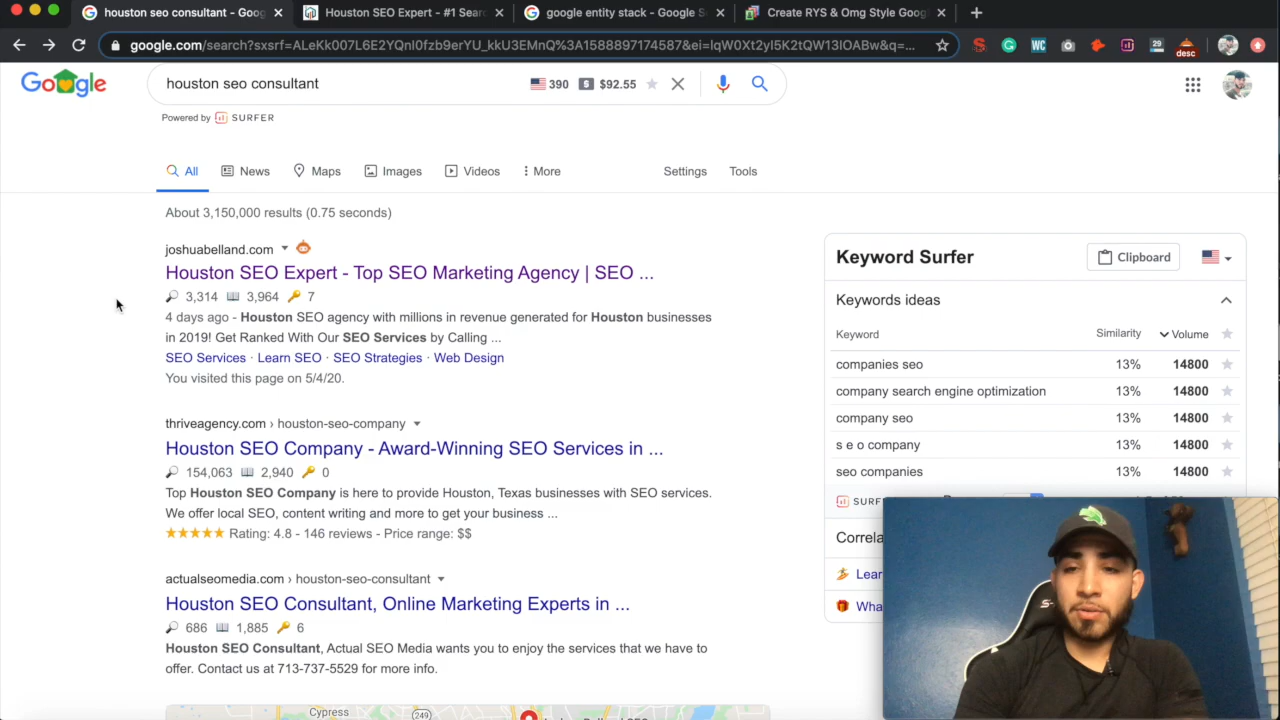 houston seo consultant - Goog
Houston SEO Expert - #1 Sear
google entity stack - Google S
Create RYS & Omg Style Goog
google.com/search?sxsrf=ALeKk007L6E2YQnI0fzb9erYU_kkU3EMnQ%3A1588897174587&ei=lqW0Xt2yI5K2tQW13IOABw&q=...
WC
29
desc
Google
houston seo consultant
390
$92.55
Powered by SURFER
All
News
Maps
Images
Videos
More
Settings
Tools
About 3,150,000 results (0.75 seconds)
joshuabelland.com
Houston SEO Expert - Top SEO Marketing Agency | SEO ...
3,314 3,964 7
4 days ago - Houston SEO agency with millions in revenue generated for Houston businesses
in 2019! Get Ranked With Our SEO Services by Calling ...
SEO Services · Learn SEO · SEO Strategies · Web Design
You visited this page on 5/4/20.
thriveagency.com › houston-seo-company
Houston SEO Company - Award-Winning SEO Services in ...
154,063 2,940 0
Top Houston SEO Company is here to provide Houston, Texas businesses with SEO services.
We offer local SEO, content writing and more to get your business ...
Rating: 4.8 - 146 reviews - Price range: $$
actualseomedia.com › houston-seo-consultant
Houston SEO Consultant, Online Marketing Experts in ...
686 1,885 6
Houston SEO Consultant, Actual SEO Media wants you to enjoy the services that we have to
offer. Contact us at 713-737-5529 for more info.
Cypress
249
Keyword Surfer
Clipboard
Keywords ideas
Keyword Similarity Volume
companies seo 13% 14800
company search engine optimization 13% 14800
company seo 13% 14800
s e o company 13% 14800
seo companies 13% 14800
SURF
Correla
Lear
Wha